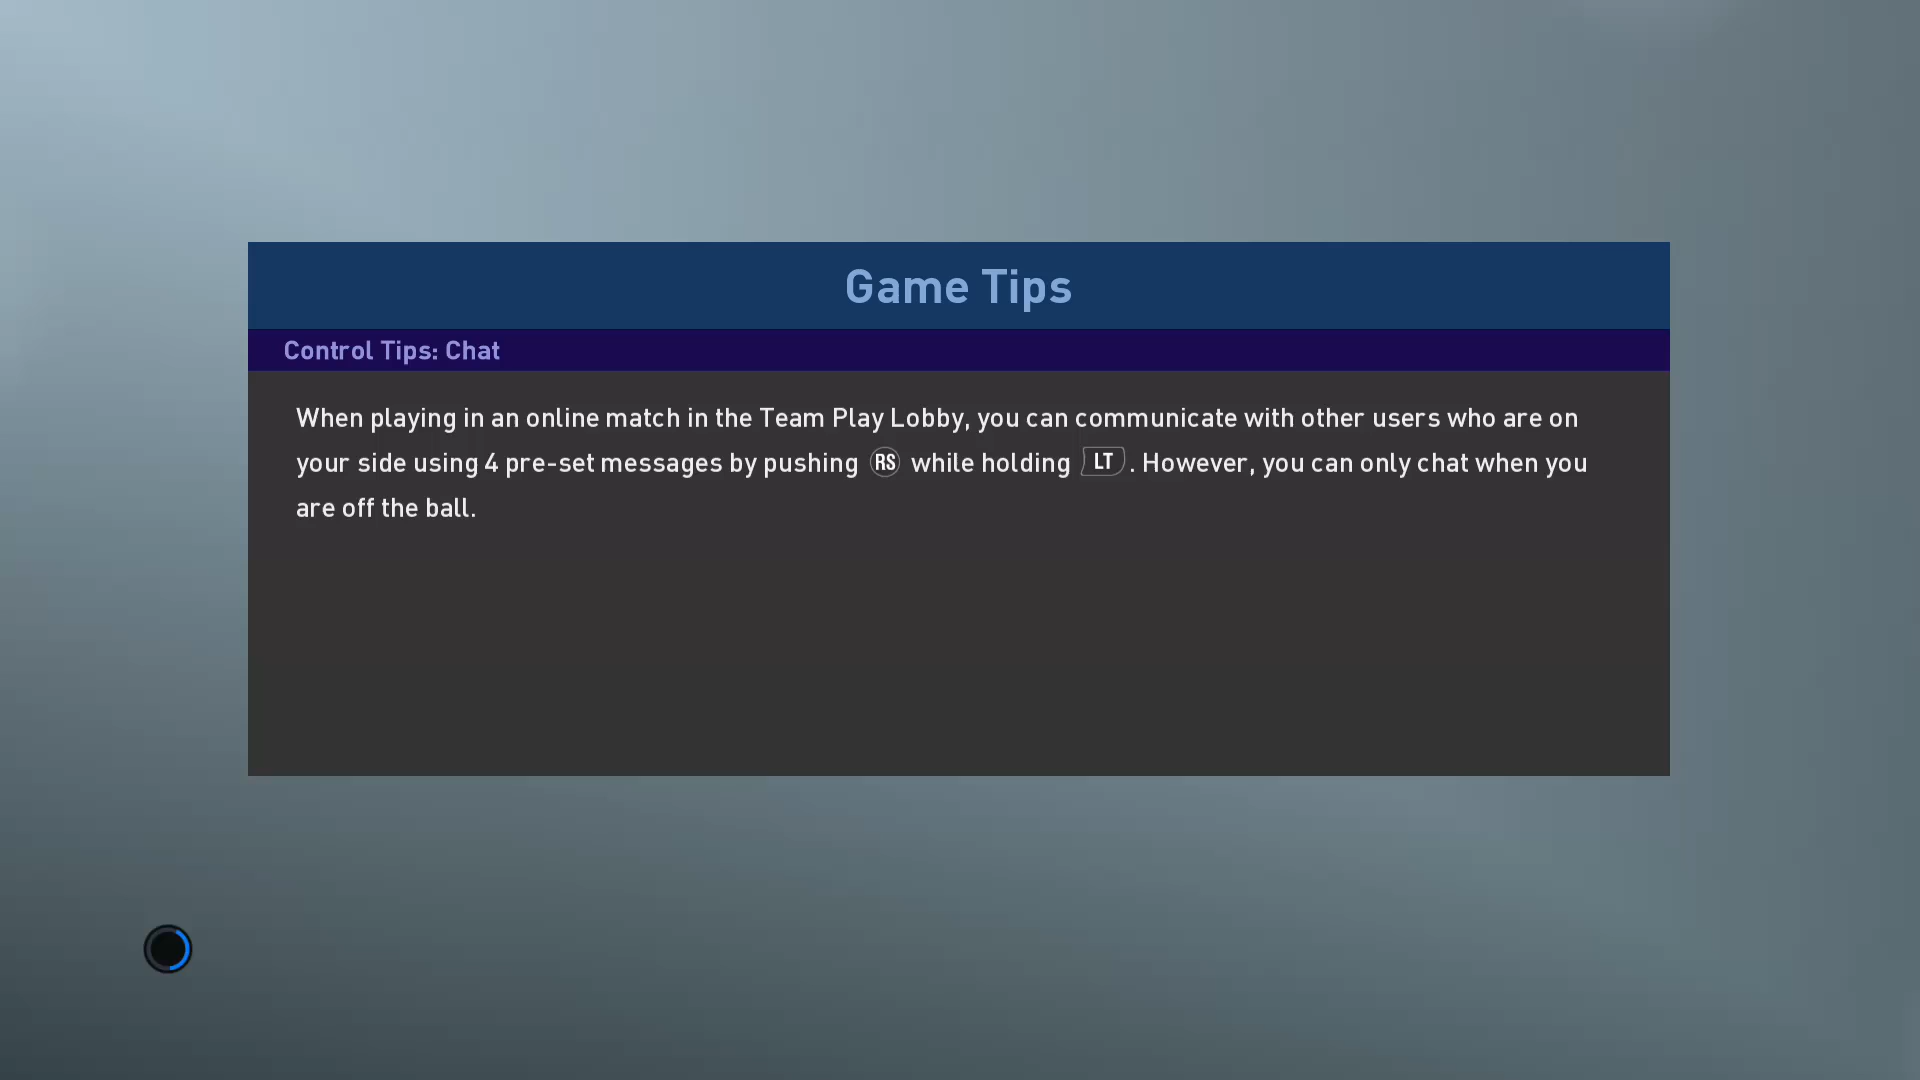 Game Tips
Control Tips: Chat
When playing in an online match in the Team Play Lobby, you can communicate with other users who are on
your side using 4 pre-set messages by pushing RS while holding LT. However, you can only chat when you
are off the ball.